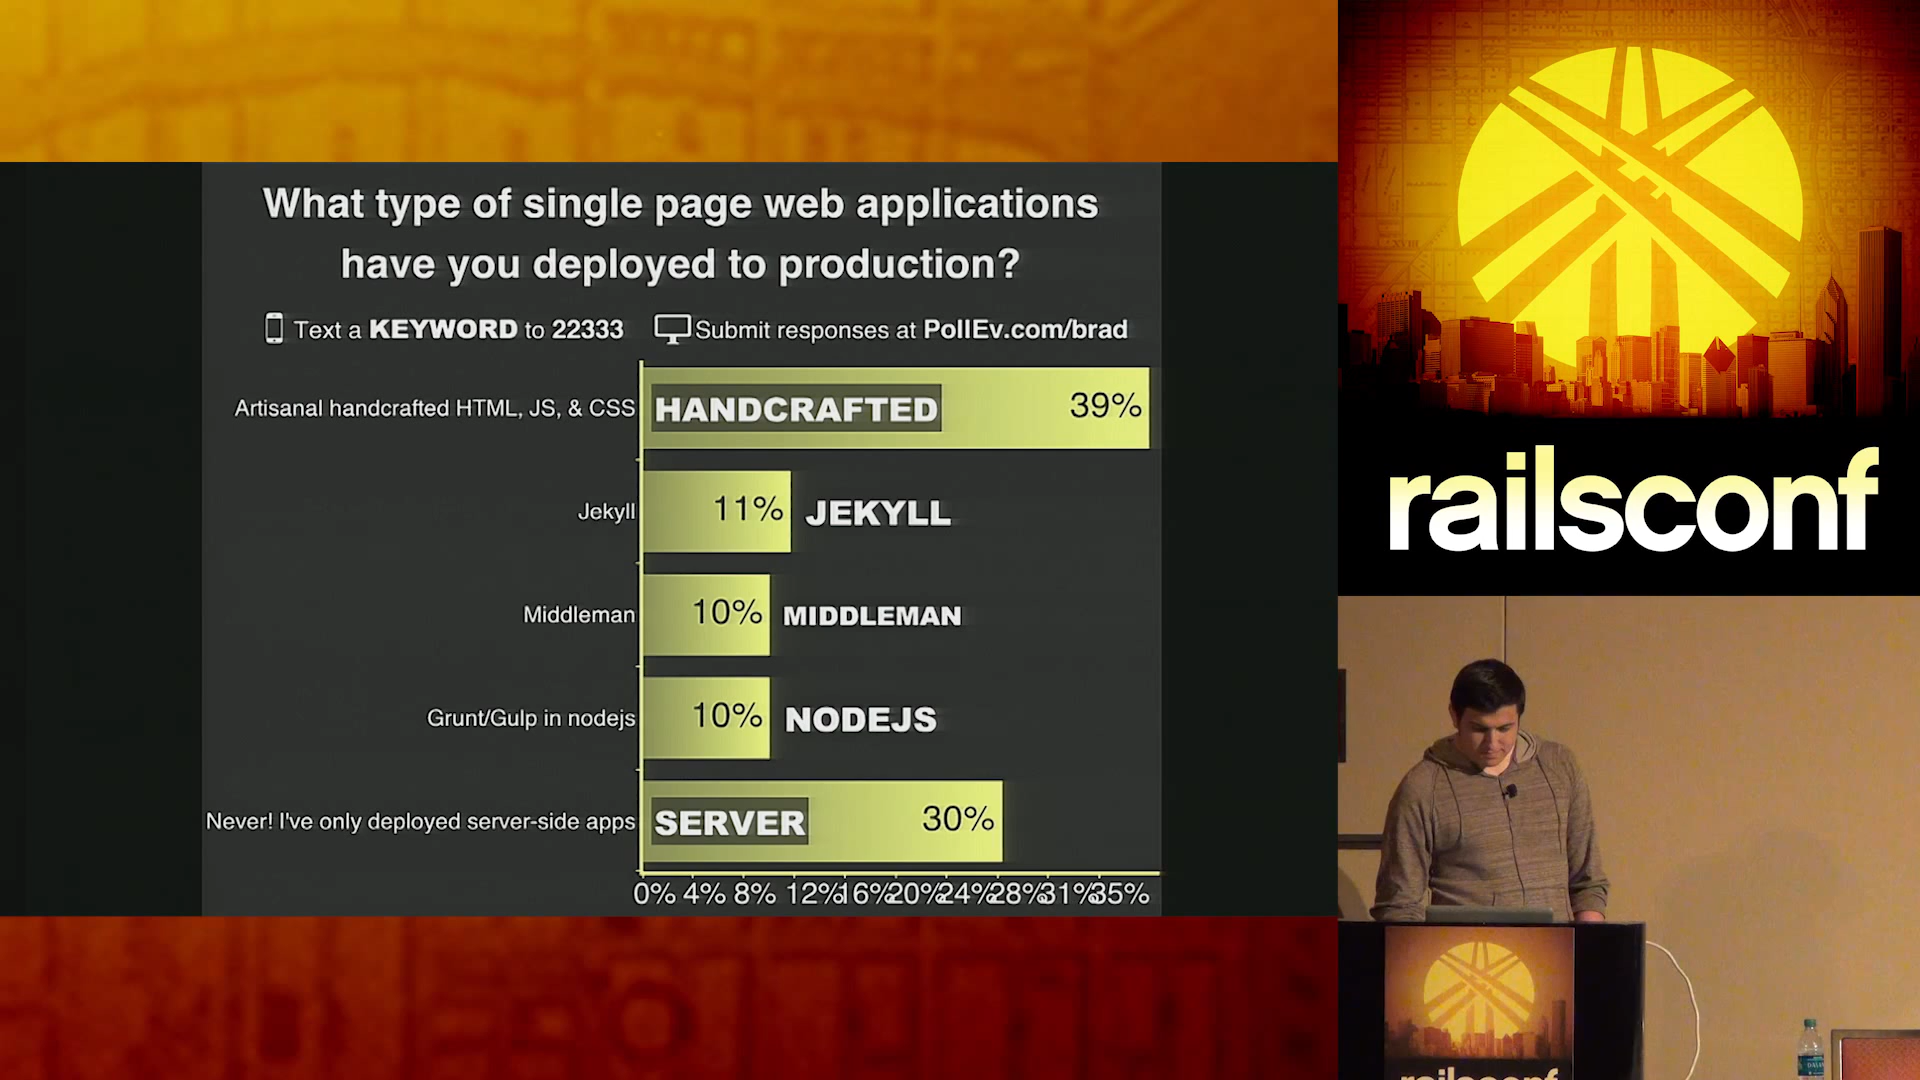 What type of single page web applications
have you deployed to production?
Text a KEYWORD to 22333 Submit responses at PollEv.com/brad
Artisanal handcrafted HTML, JS, & CSS HANDCRAFTED 39%
Jekyll 11% JEKYLL
Middleman 10% MIDDLEMAN
Grunt/Gulp in nodejs 10% NODEJS
Never! I've only deployed server-side apps SERVER 30%
0% 4% 8% 12% 16% 20% 24% 28% 31% 35%
railsconf
railsconf